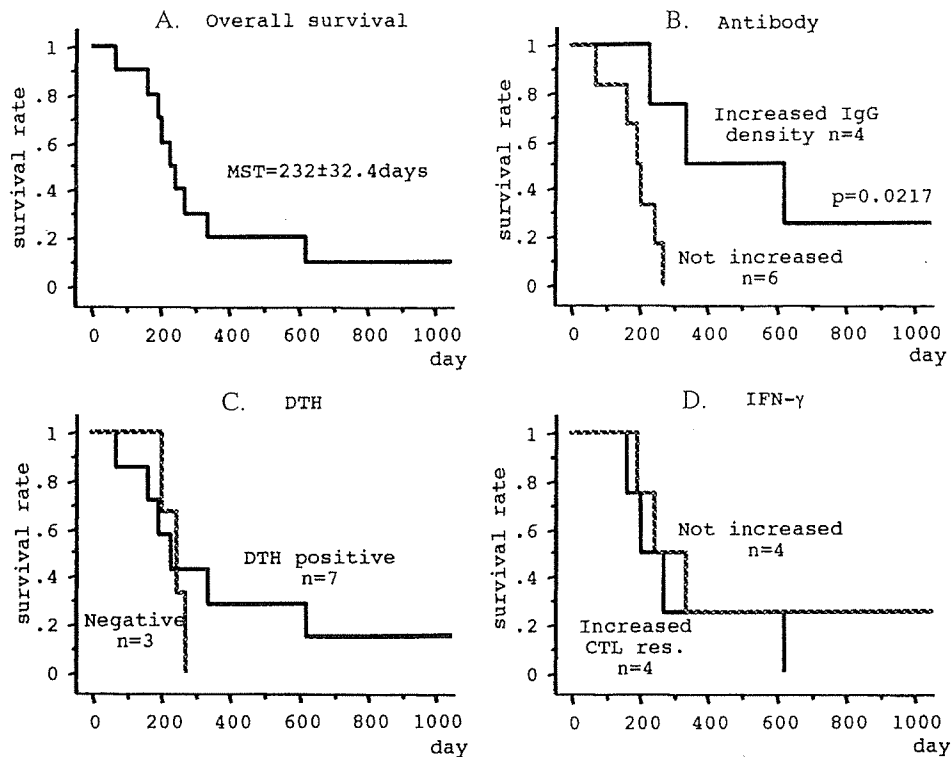 A. Overall survival
survival rate
1
.8
.6
.4
.2
0
MST=232±32.4days
0 200 400 600 800 1000
day
B. Antibody
survival rate
1
.8
.6
.4
.2
0
Increased IgG
density n=4
p=0.0217
Not increased
n=6
0 200 400 600 800 1000
day
C. DTH
survival rate
1
.8
.6
.4
.2
0
DTH positive
n=7
Negative
n=3
0 200 400 600 800 1000
day
D. IFN-γ
survival rate
1
.8
.6
.4
.2
0
Not increased
n=4
Increased
CTL res.
n=4
0 200 400 600 800 1000
day